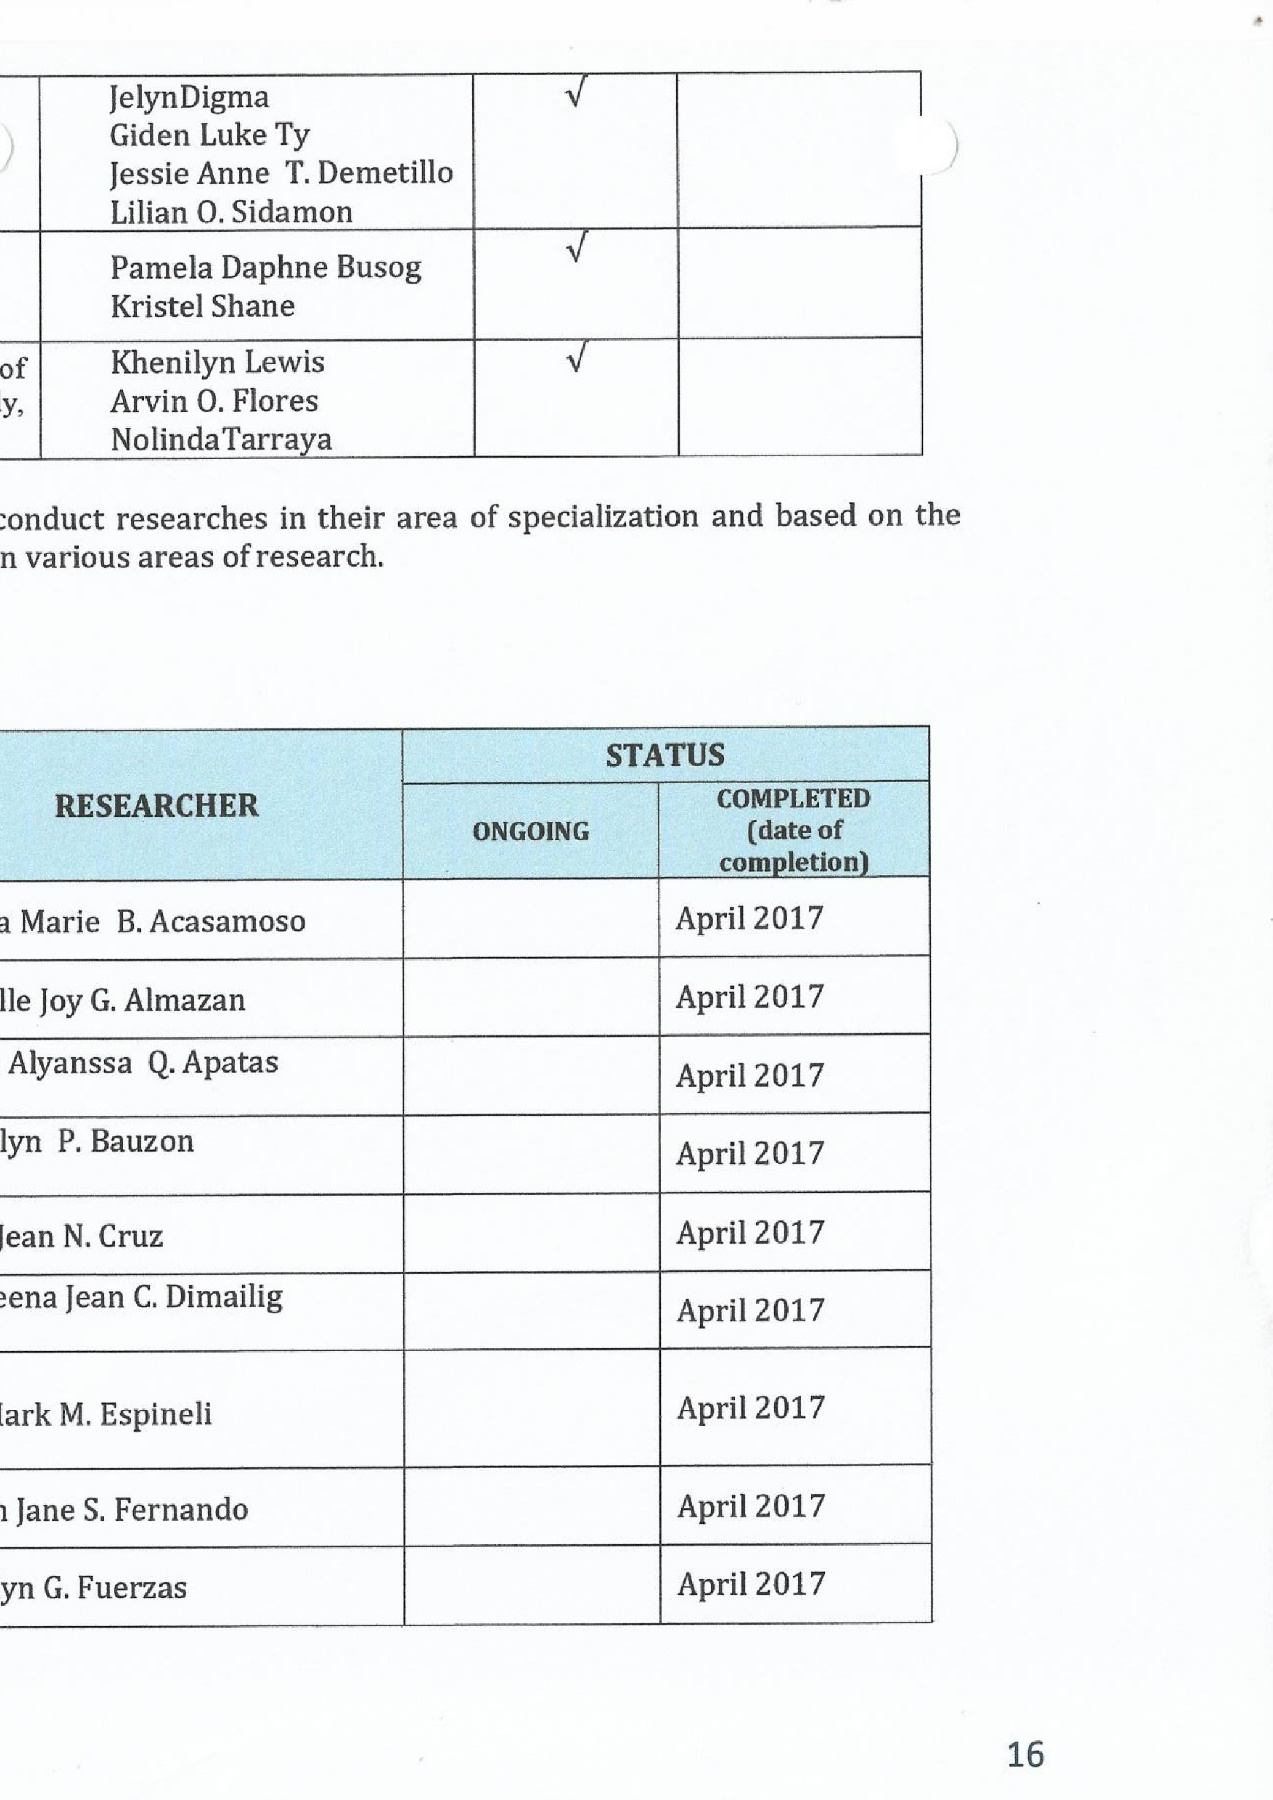 JelynDigma √
Giden Luke Ty
Jessie Anne T. Demetillo
Lilian O. Sidamon
√
Pamela Daphne Busog
Kristel Shane
of Khenilyn Lewis √
ly, Arvin O. Flores
NolindaTarraya
conduct researches in their area of specialization and based on the
n various areas of research.
STATUS
RESEARCHER
ONGOING
COMPLETED
(date of
completion)
a Marie B. Acasamoso April 2017
lle Joy G. Almazan April 2017
Alyanssa Q. Apatas April 2017
lyn P. Bauzon April 2017
Jean N. Cruz April 2017
eena Jean C. Dimailig April 2017
Mark M. Espineli April 2017
n Jane S. Fernando April 2017
yn G. Fuerzas April 2017
16